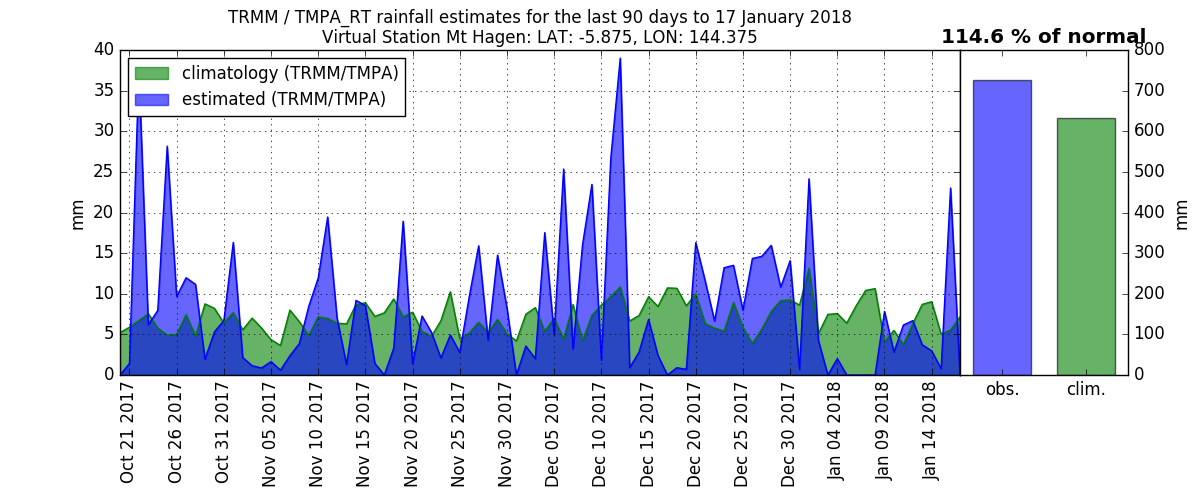 TRMM / TMPA_RT rainfall estimates for the last 90 days to 17 January 2018
Virtual Station Mt Hagen: LAT: -5.875, LON: 144.375
114.6 % of normal
climatology (TRMM/TMPA)
estimated (TRMM/TMPA)
40
35
30
25
20
15
10
5
0
mm
Oct 21 2017
Oct 26 2017
Oct 31 2017
Nov 05 2017
Nov 10 2017
Nov 15 2017
Nov 20 2017
Nov 25 2017
Nov 30 2017
Dec 05 2017
Dec 10 2017
Dec 15 2017
Dec 20 2017
Dec 25 2017
Dec 30 2017
Jan 04 2018
Jan 09 2018
Jan 14 2018
800
700
600
500
400
300
200
100
0
mm
obs.
clim.